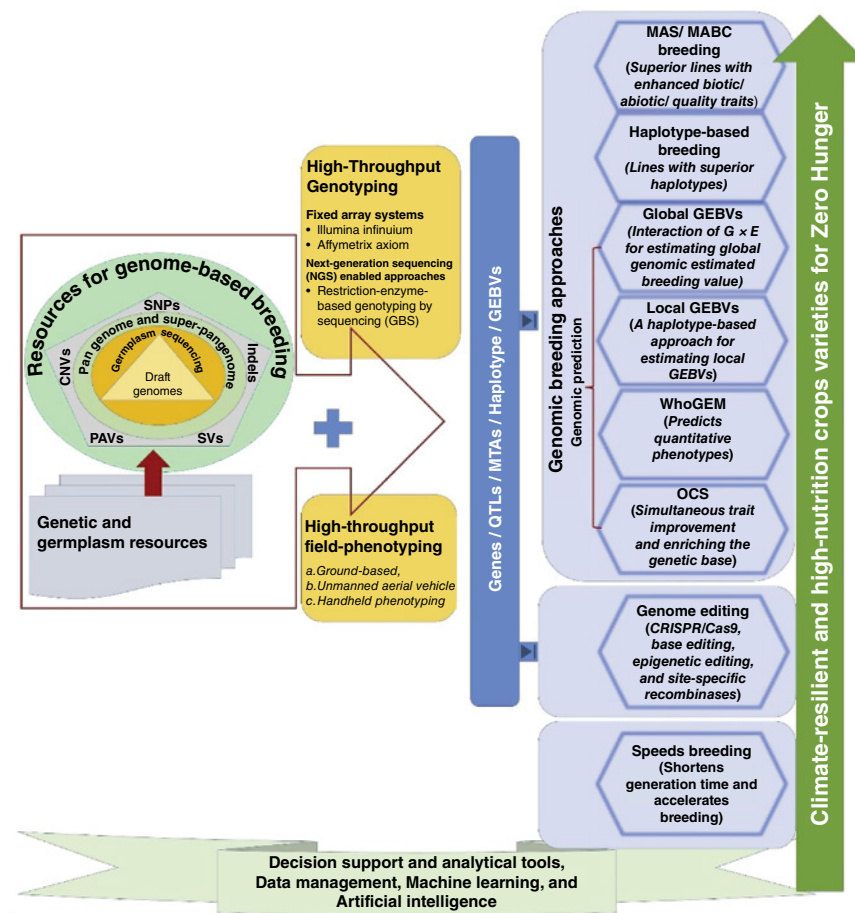 Resources for genome-based breeding
SNPs
CNVs
Indels
PAVs
SVs
Pan genome and super-pangenome
Germplasm sequencing
Draft
genomes
Genetic and
germplasm resources
High-Throughput
Genotyping
Fixed array systems
• Illumina infinuium
• Affymetrix axiom
Next-generation sequencing
(NGS) enabled approaches
• Restriction-enzyme-
based genotyping by
sequencing (GBS)
High-throughput
field-phenotyping
a.Ground-based,
b.Unmanned aerial vehicle
c.Handheld phenotyping
Genes / QTLs / MTAs / Haplotype / GEBVs
Genomic breeding approaches
Genomic prediction
MAS/ MABC
breeding
(Superior lines with
enhanced biotic/
abiotic/ quality traits)
Haplotype-based
breeding
(Lines with superior
haplotypes)
Global GEBVs
(Interaction of G × E
for estimating global
genomic estimated
breeding value)
Local GEBVs
(A haplotype-based
approach for
estimating local
GEBVs)
WhoGEM
(Predicts
quantitative
phenotypes)
OCS
(Simultaneous trait
improvement
and enriching the
genetic base)
Genome editing
(CRISPR/Cas9,
base editing,
epigenetic editing,
and site-specific
recombinases)
Speeds breeding
(Shortens
generation time and
accelerates
breeding)
Climate-resilient and high-nutrition crops varieties for Zero Hunger
Decision support and analytical tools,
Data management, Machine learning, and
Artificial intelligence